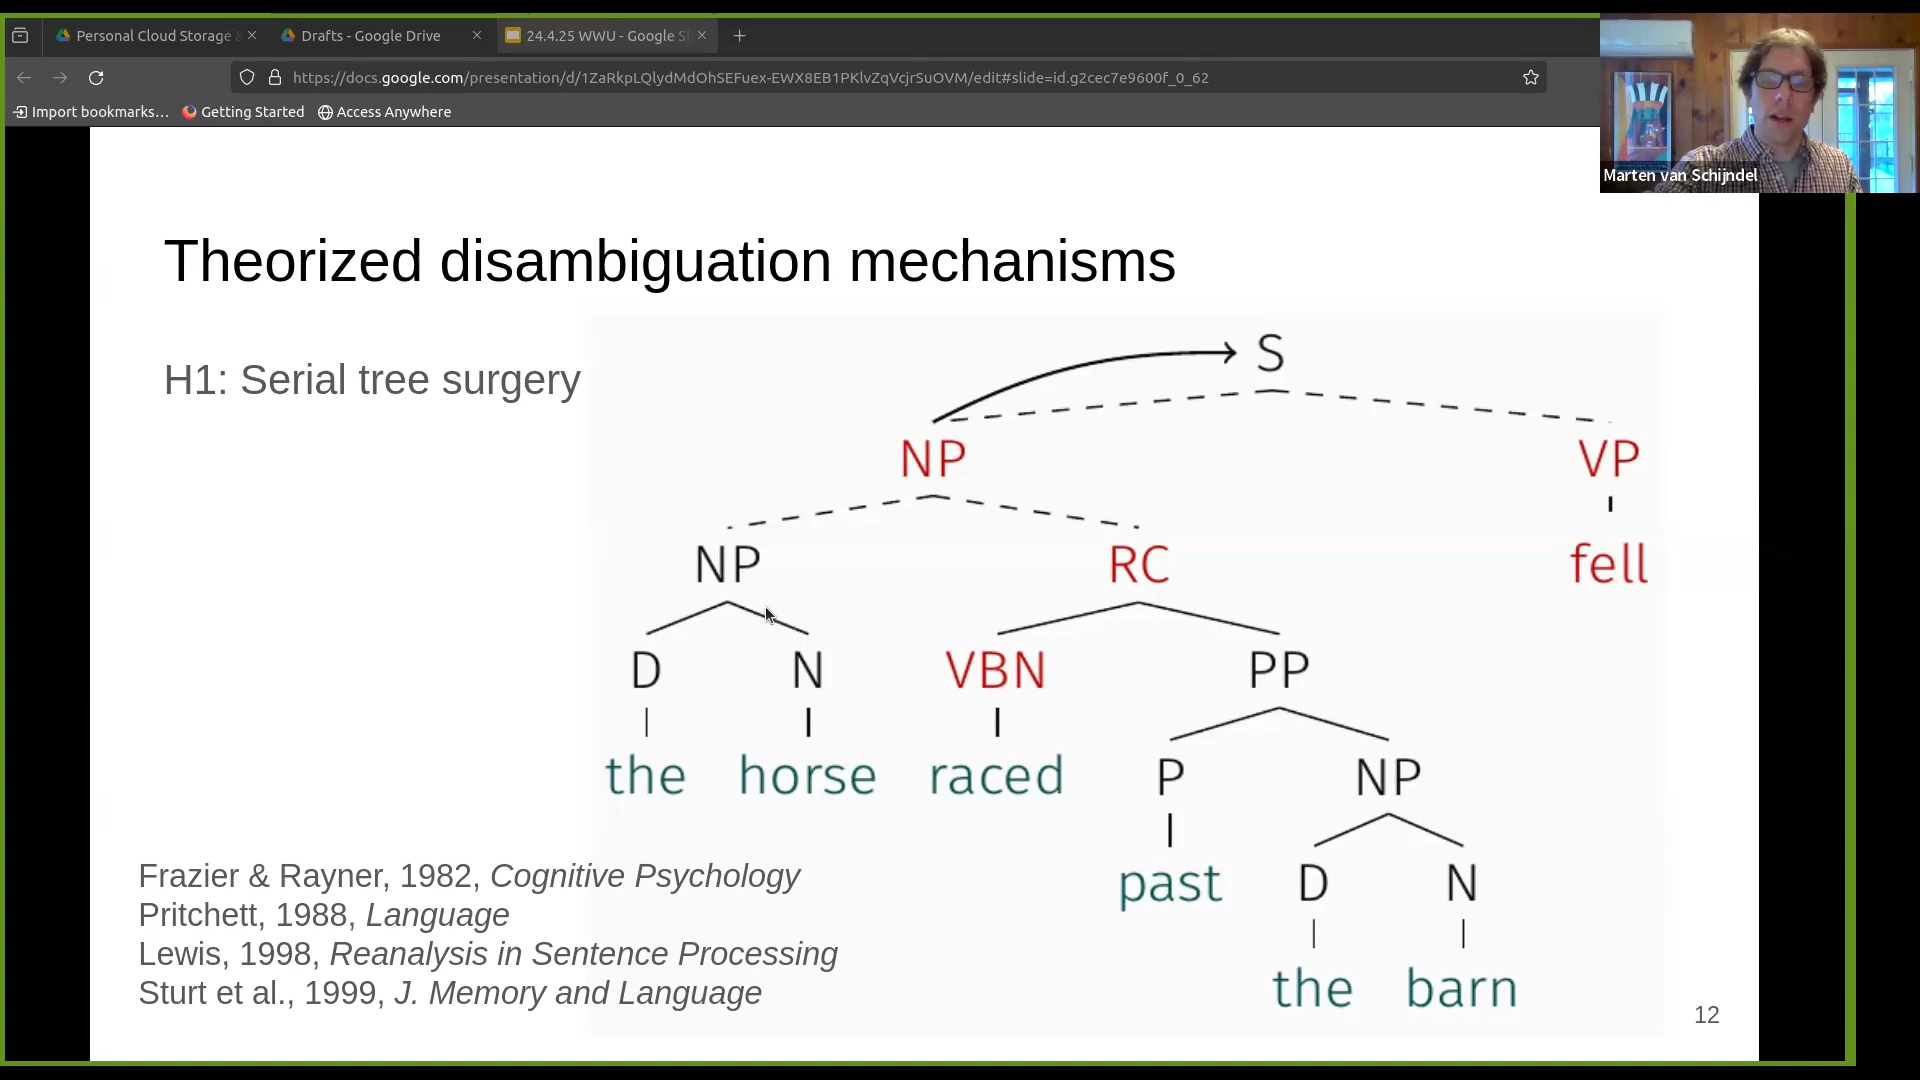 Personal Cloud Storage
Drafts - Google Drive
24.4.25 WWU - Google S
https://docs.google.com/presentation/d/1ZaRkpLQlydMdOhSEFuex-EWX8EB1PKlvZqVcjrSuOVM/edit#slide=id.g2cec7e9600f_0_62
Import bookmarks…
Getting Started
Access Anywhere
Marten van Schijndel
Theorized disambiguation mechanisms
H1: Serial tree surgery
S
NP VP
NP RC fell
D N VBN PP
the horse raced P NP
past D N
the barn
Frazier & Rayner, 1982, Cognitive Psychology
Pritchett, 1988, Language
Lewis, 1998, Reanalysis in Sentence Processing
Sturt et al., 1999, J. Memory and Language
12